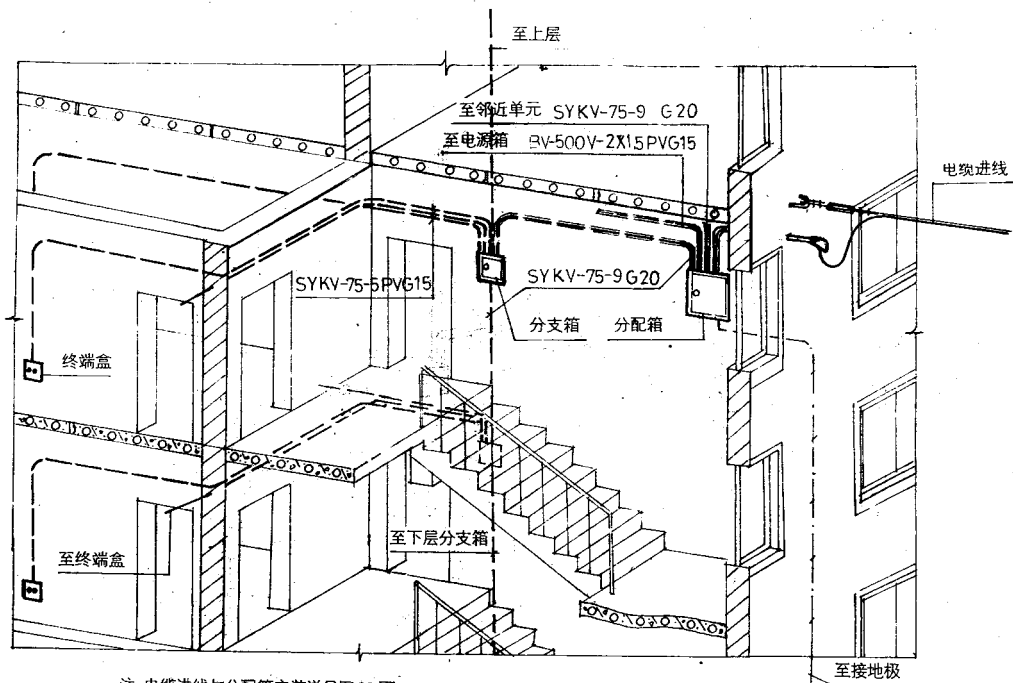 至上层
至邻近单元 SYKV-75-9 G20
至电源箱 BV-500V-2X1.5PVG15
电缆进线
SYKV-75-5PVG15
SYKV-75-9G20
分支箱 分配箱
终端盒
至下层分支箱
至终端盒
至接地极